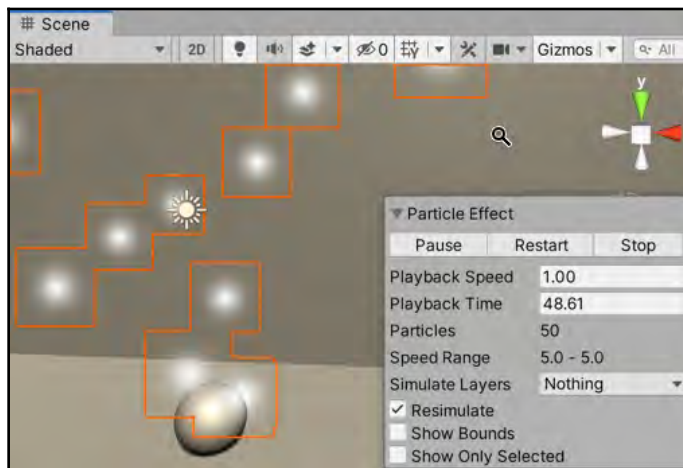 Scene
Shaded 2D 0 Gizmos All
y
Particle Effect
Pause Restart Stop
Playback Speed 1.00
Playback Time 48.61
Particles 50
Speed Range 5.0 - 5.0
Simulate Layers Nothing
Resimulate
Show Bounds
Show Only Selected